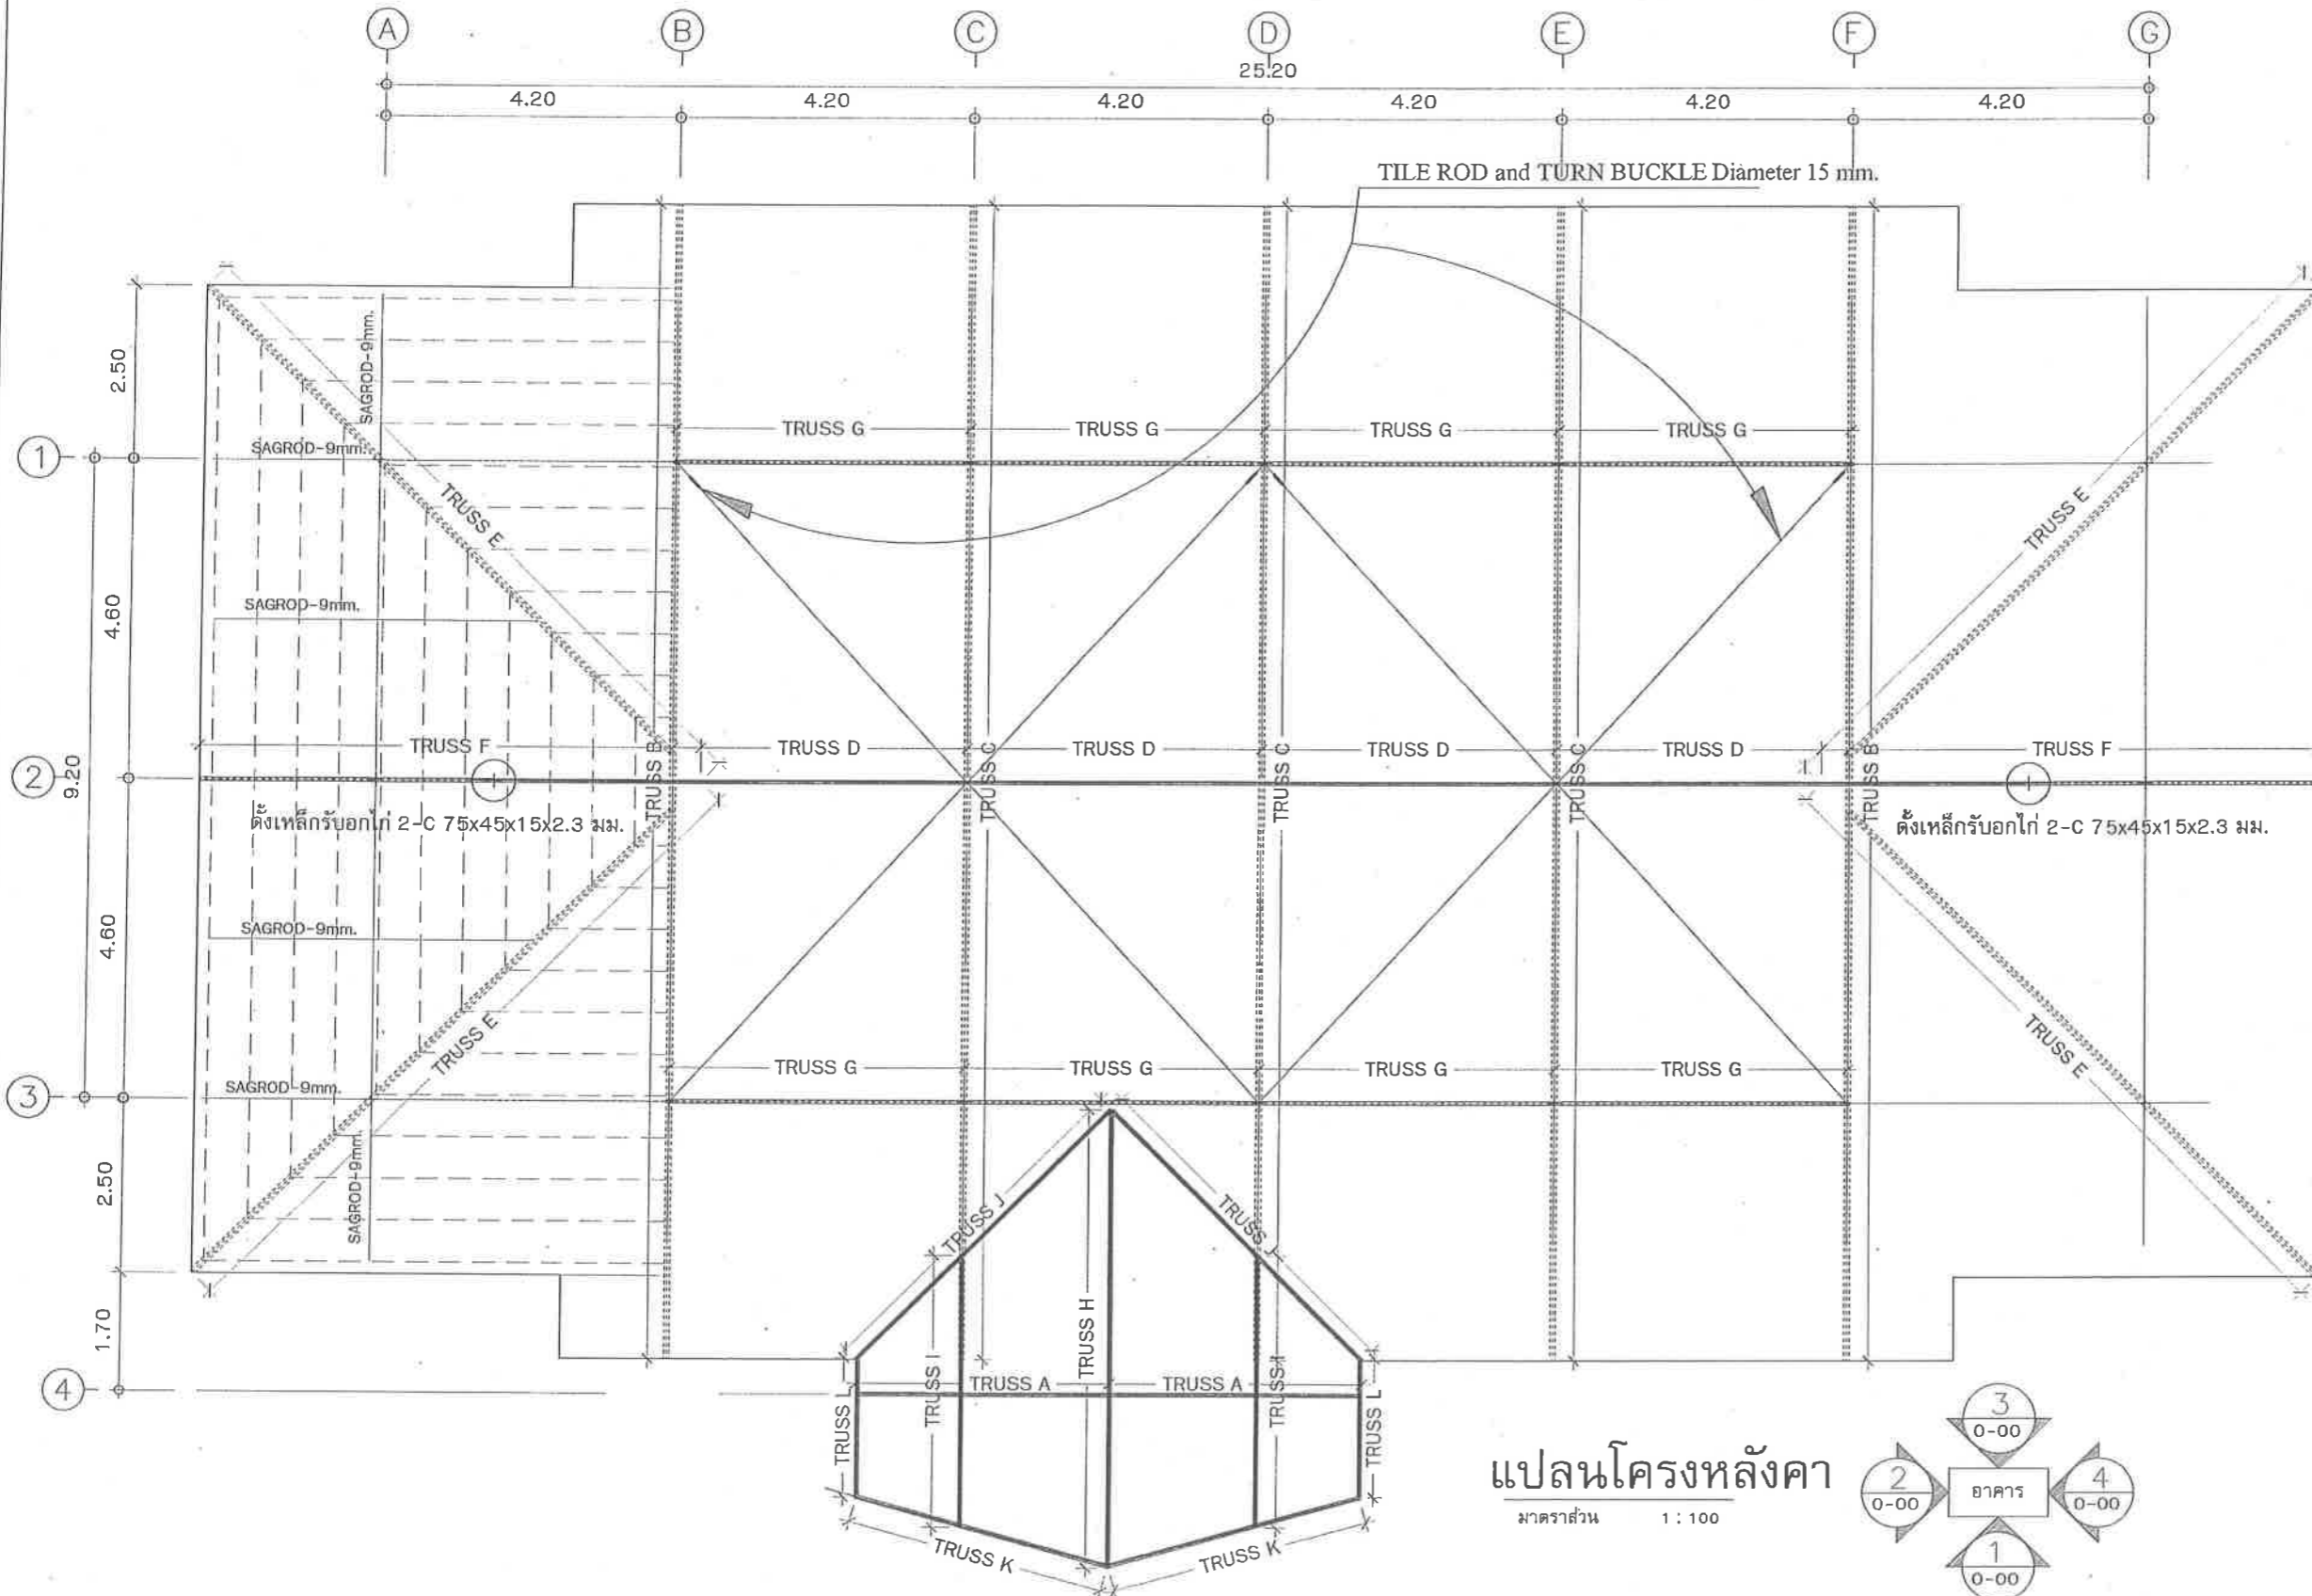 A B C D E F G
25.20
4.20 4.20 4.20 4.20 4.20 4.20
TILE ROD and TURN BUCKLE Diameter 15 mm.
2.50
SAGROD-9mm.
TRUSS G TRUSS G TRUSS G TRUSS G
1
SAGROD-9mm.
TRUSS E
TRUSS E
4.60
SAGROD-9mm.
TRUSS F TRUSS D TRUSS D TRUSS D TRUSS D TRUSS F
TRUSS B TRUSS C TRUSS C TRUSS C TRUSS B
2
9.20
ดั้งเหล็กรับอกไก่ 2-C 75x45x15x2.3 มม.
ดั้งเหล็กรับอกไก่ 2-C 75x45x15x2.3 มม.
4.60
SAGROD-9mm.
TRUSS E
TRUSS E
TRUSS G TRUSS G TRUSS G TRUSS G
3
SAGROD-9mm.
2.50
SAGROD-9mm.
TRUSS J TRUSS J
TRUSS H
1.70
4
TRUSS A TRUSS A
TRUSS L TRUSS I TRUSS I TRUSS L
TRUSS K TRUSS K
แปลนโครงหลังคา
มาตราส่วน 1 : 100
3
0-00
2
0-00
อาคาร
4
0-00
1
0-00